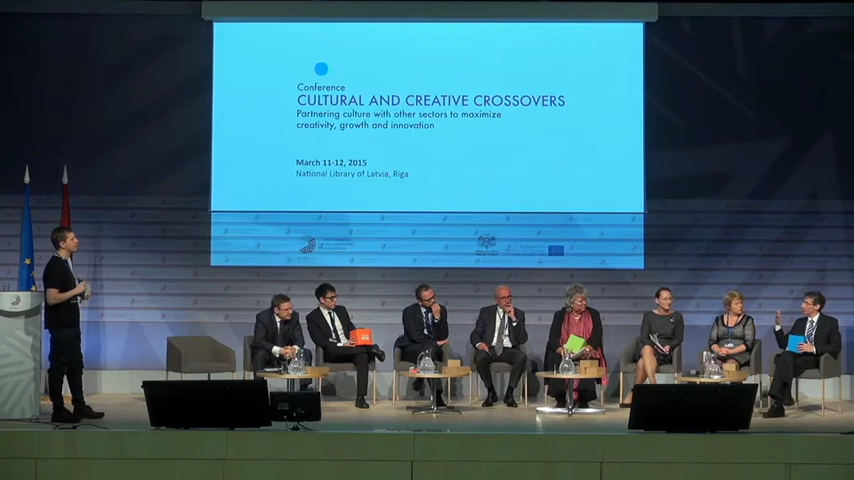 Conference
CULTURAL AND CREATIVE CROSSOVERS
Partnering culture with other sectors to maximize
creativity, growth and innovation
March 11-12, 2015
National Library of Latvia, Riga